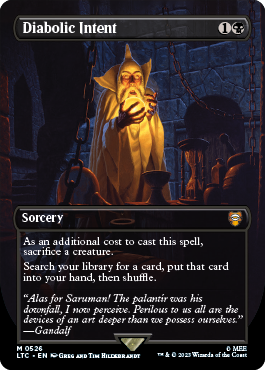 Diabolic Intent 1
Sorcery
As an additional cost to cast this spell,
sacrifice a creature.
Search your library for a card, put that card
into your hand, then shuffle.
“Alas for Saruman! The palantír was his
downfall, I now perceive. Perilous to us all are the
devices of an art deeper than we possess ourselves.”
—Gandalf
M 0526
LTC • EN Greg and Tim Hildebrandt
™ & © 2023 Wizards of the Coast